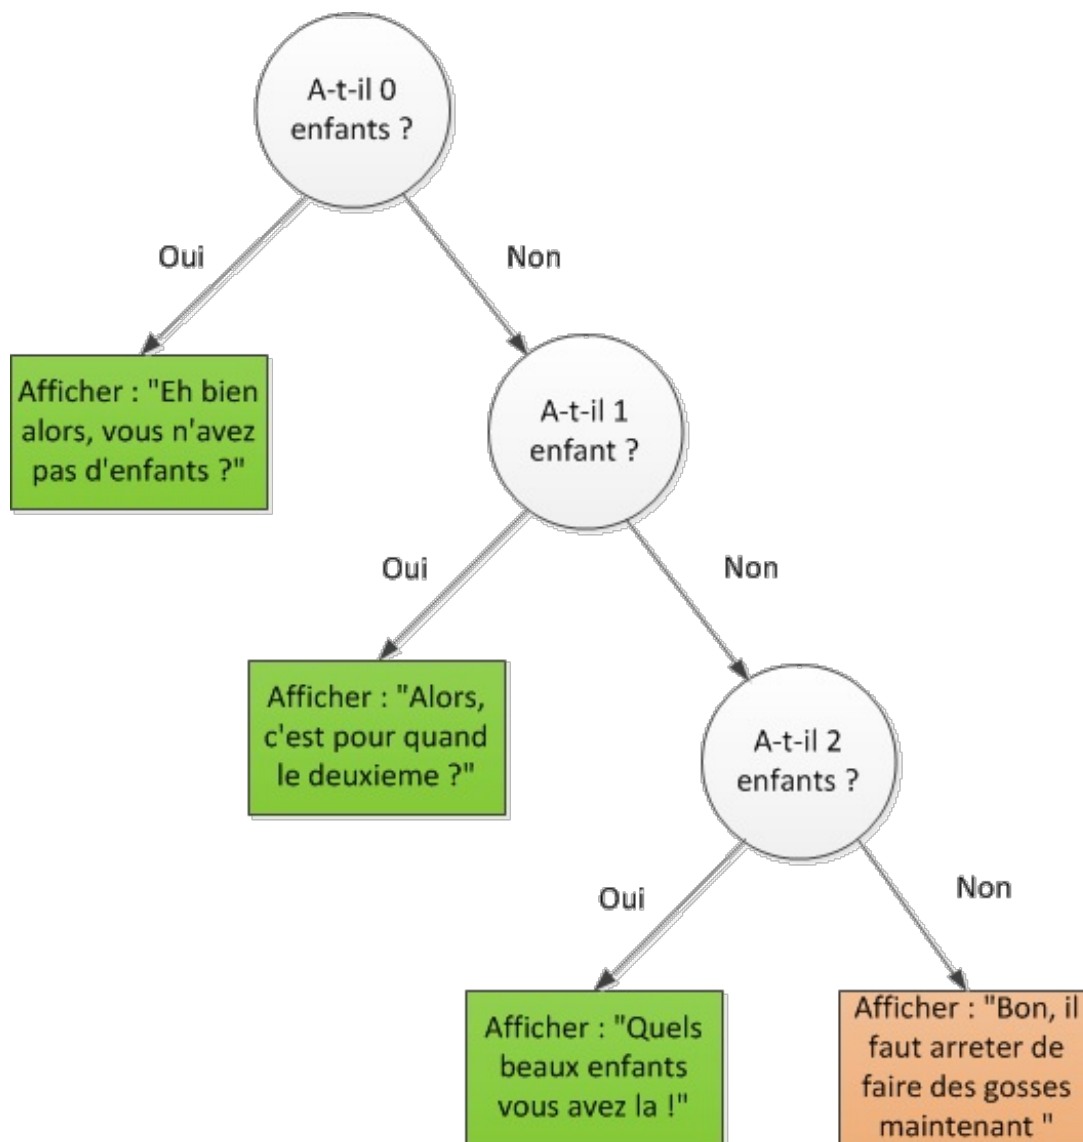 A-t-il 0
enfants ?
Oui
Non
Afficher : "Eh bien
alors, vous n'avez
pas d'enfants ?"
A-t-il 1
enfant ?
Oui
Non
Afficher : "Alors,
c'est pour quand
le deuxieme ?"
A-t-il 2
enfants ?
Oui
Non
Afficher : "Quels
beaux enfants
vous avez la !"
Afficher : "Bon, il
faut arreter de
faire des gosses
maintenant "